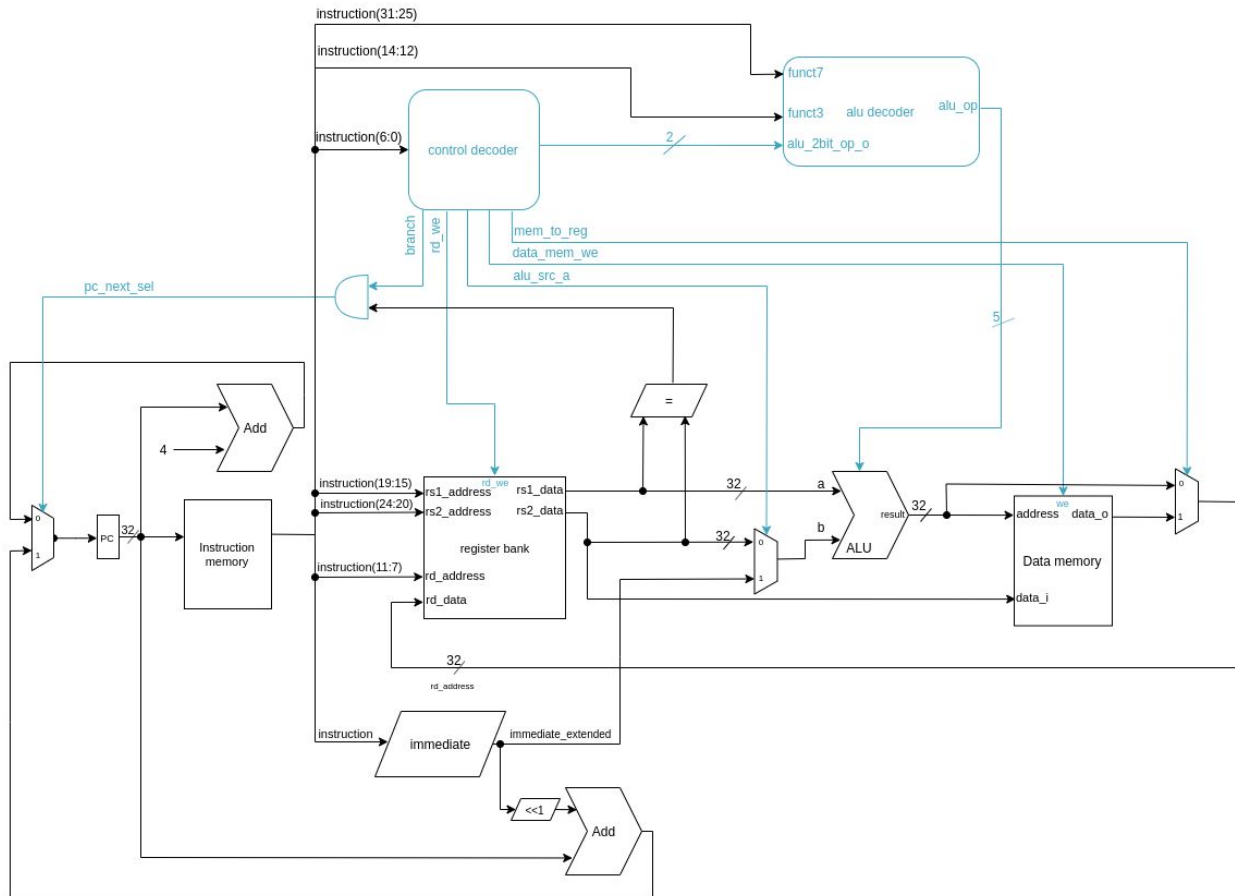 instruction(31:25)
instruction(14:12)
funct7
funct3
alu decoder
alu_op
alu_2bit_op_o
instruction(6:0)
control decoder
2
branch
rd_we
mem_to_reg
data_mem_we
alu_src_a
pc_next_sel
5
=
Add
4
0
1
PC
32
Instruction
memory
instruction(19:15)
instruction(24:20)
instruction(11:7)
rd_we
rs1_address
rs2_address
rs1_data
rs2_data
register bank
rd_address
rd_data
32
32
0
1
a
b
result
ALU
32
we
address
data_o
Data memory
data_i
0
1
32
rd_address
instruction
immediate
immediate_extended
<<1
Add